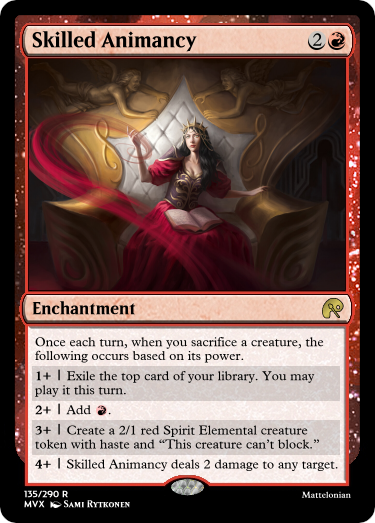 Skilled Animancy 2
Enchantment
Once each turn, when you sacrifice a creature, the
following occurs based on its power.
1+ | Exile the top card of your library. You may
play it this turn.
2+ | Add .
3+ | Create a 2/1 red Spirit Elemental creature
token with haste and “This creature can’t block.”
4+ | Skilled Animancy deals 2 damage to any target.
135/290 R
MVX Sami Rytkonen
Mattelonian